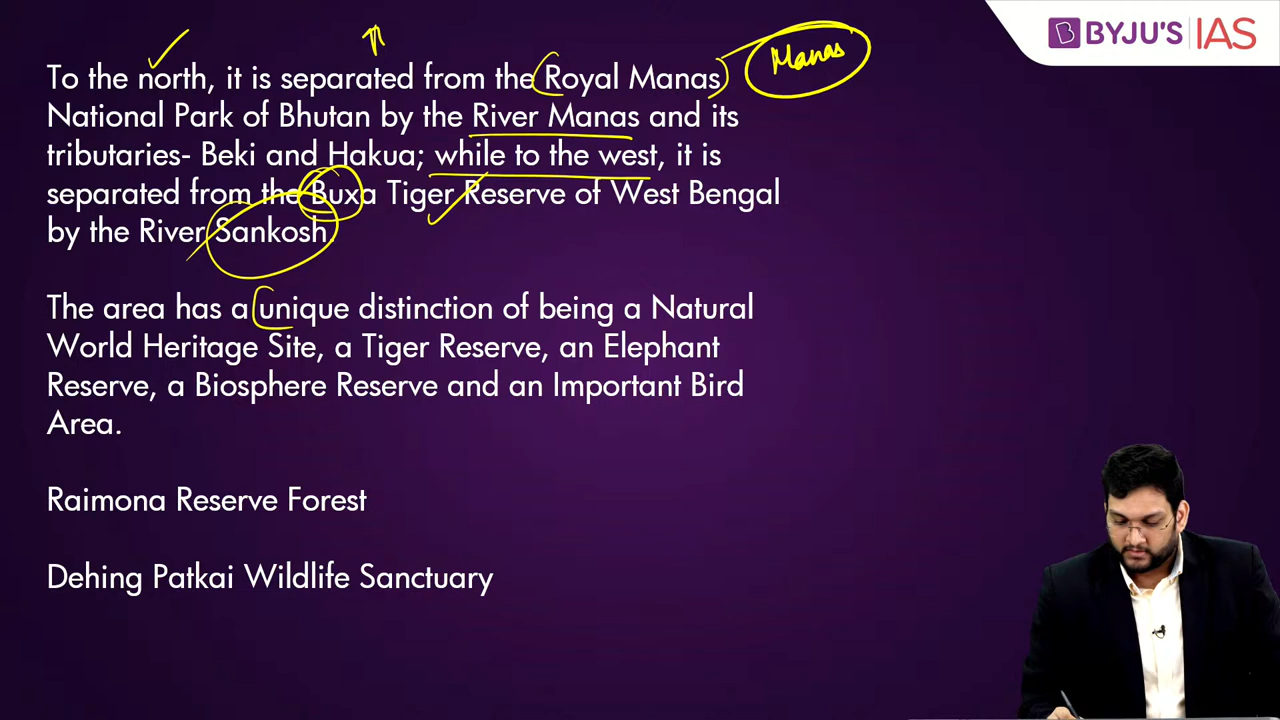 BYJU'S IAS
Manas
To the north, it is separated from the Royal Manas
National Park of Bhutan by the River Manas and its
tributaries- Beki and Hakua; while to the west, it is
separated from the Buxa Tiger Reserve of West Bengal
by the River Sankosh.
The area has a unique distinction of being a Natural
World Heritage Site, a Tiger Reserve, an Elephant
Reserve, a Biosphere Reserve and an Important Bird
Area.
Raimona Reserve Forest
Dehing Patkai Wildlife Sanctuary